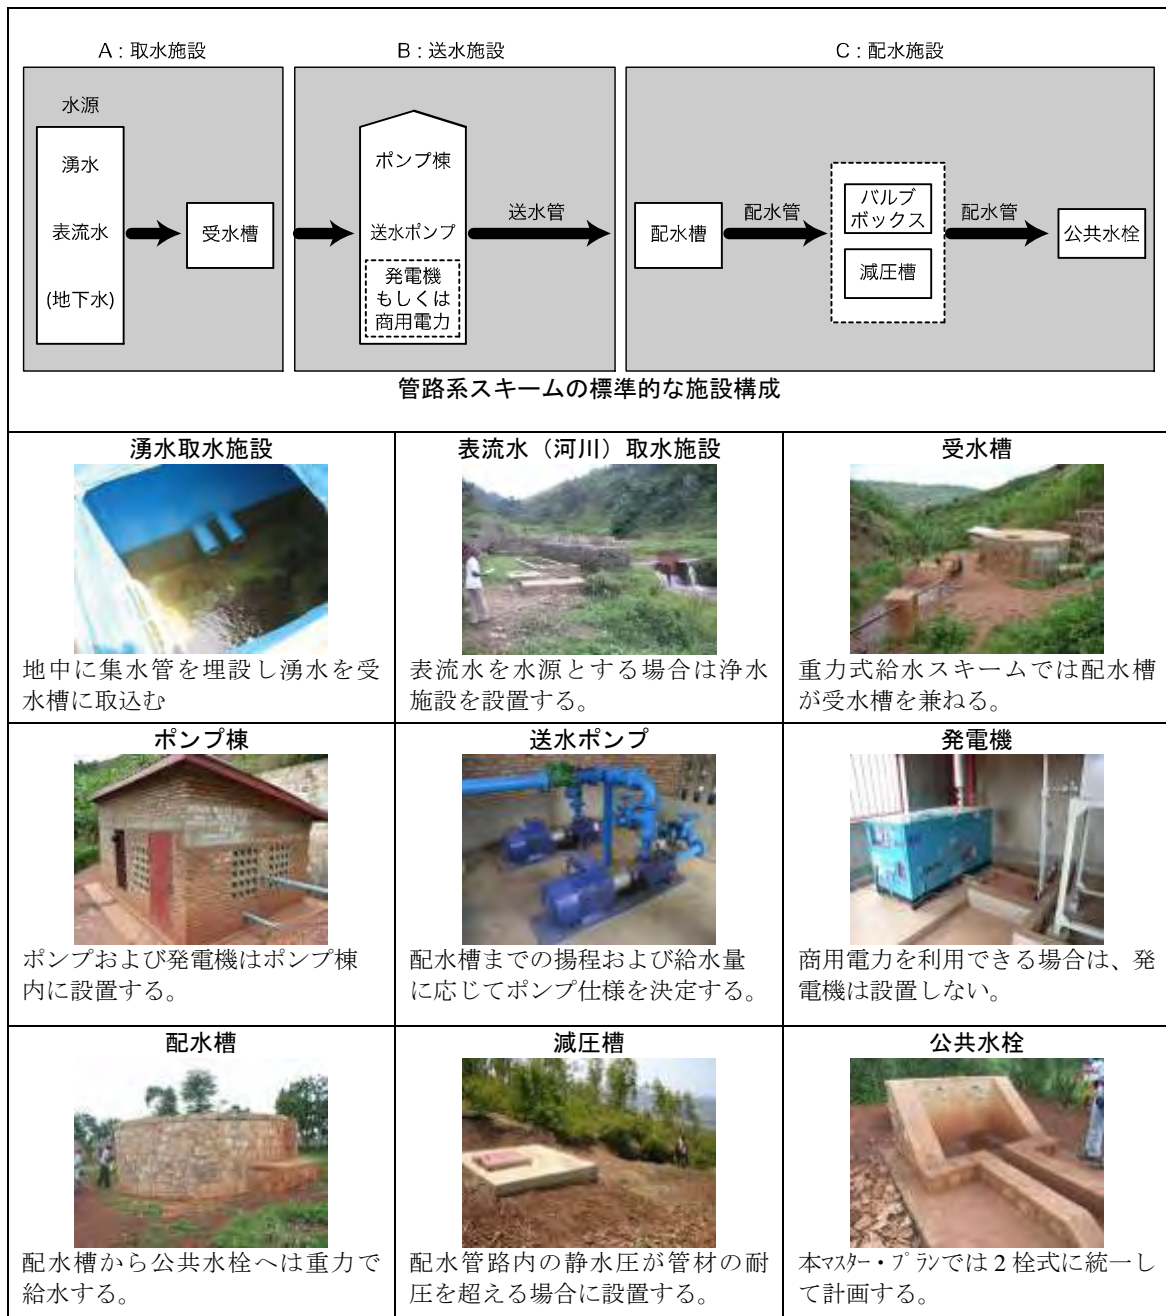 A : 取水施設
B : 送水施設
C : 配水施設
水源
湧水
表流水
(地下水)
受水槽
ポンプ棟
送水ポンプ
発電機
もしくは
商用電力
送水管
配水槽
配水管
バルブ
ボックス
減圧槽
配水管
公共水栓
管路系スキームの標準的な施設構成
湧水取水施設
地中に集水管を埋設し湧水を受
水槽に取込む
表流水（河川）取水施設
表流水を水源とする場合は浄水
施設を設置する。
受水槽
重力式給水スキームでは配水槽
が受水槽を兼ねる。
ポンプ棟
ポンプおよび発電機はポンプ棟
内に設置する。
送水ポンプ
配水槽までの揚程および給水量
に応じてポンプ仕様を決定する。
発電機
商用電力を利用できる場合は、発
電機は設置しない。
配水槽
配水槽から公共水栓へは重力で
給水する。
減圧槽
配水管路内の静水圧が管材の耐
圧を超える場合に設置する。
公共水栓
本ﾏｽﾀｰ・ﾌﾟﾗﾝでは 2 栓式に統一し
て計画する。